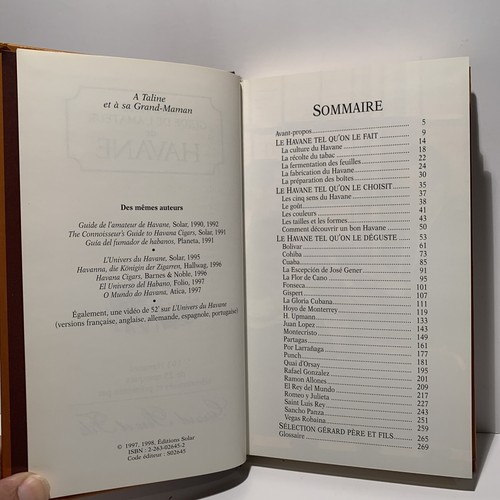 A Taline
et à sa Grand-Maman
Des mêmes auteurs
Guide de l'amateur de Havane, Solar, 1990, 1992
The Connoisseur's Guide to Havana Cigars, Solar, 1991
Guía del fumador de habanos, Planeta, 1991
•
L'Univers du Havane, Solar, 1995
Havanna, die Königin der Zigarren, Hallwag, 1996
Havana Cigars, Barnes & Noble, 1996
El Universo del Habano, Folio, 1997
O Mundo do Havana, Atica, 1997
•
Egalement, une vidéo de 52' sur L'Univers du Havane
(versions française, anglaise, allemande, espagnole, portugaise)
© 1997, 1998, Éditions Solar
ISBN : 2-263-02645-2
Code éditeur : S02645
SOMMAIRE
Avant-propos 5
LE HAVANE TEL QU'ON LE FAIT 9
La culture du Havane 14
La récolte du tabac 18
La fermentation des feuilles 22
La fabrication du Havane 24
La préparation des boîtes 30
LE HAVANE TEL QU'ON LE CHOISIT 35
Les cinq sens du Havane 37
Le goût 38
Les couleurs 41
Les tailles et les formes 43
Comment découvrir un bon Havane 50
LE HAVANE TEL QU'ON LE DÉGUSTE 53
Bolivar 61
Cohiba 73
Cuaba 85
La Escepción de José Gener 91
La Flor de Cano 95
Fonseca 101
Gispert 107
La Gloria Cubana 111
Hoyo de Monterrey 119
H. Upmann 133
Juan Lopez 143
Montecristo 149
Partagas 161
Por Larrañaga 177
Punch 181
Quai d'Orsay 191
Rafael Gonzalez 195
Ramon Allones 201
El Rey del Mundo 209
Romeo y Julieta 217
Saint Luis Rey 227
Sancho Panza 243
Vegas Robaina 251
SÉLECTION GÉRARD PÈRE ET FILS 259
Glossaire 265
269